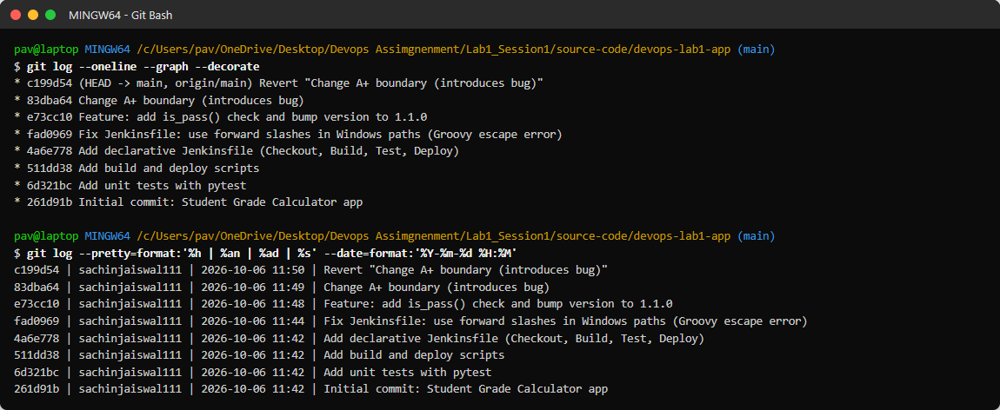 MINGW64 - Git Bash
pav@laptop MINGW64 /c/Users/pav/OneDrive/Desktop/Devops Assimgnenment/Lab1_Session1/source-code/devops-lab1-app (main)
$ git log --oneline --graph --decorate
* c199d54 (HEAD -> main, origin/main) Revert "Change A+ boundary (introduces bug)"
* 83dba64 Change A+ boundary (introduces bug)
* e73cc10 Feature: add is_pass() check and bump version to 1.1.0
* fad0969 Fix Jenkinsfile: use forward slashes in Windows paths (Groovy escape error)
* 4a6e778 Add declarative Jenkinsfile (Checkout, Build, Test, Deploy)
* 511dd38 Add build and deploy scripts
* 6d321bc Add unit tests with pytest
* 261d91b Initial commit: Student Grade Calculator app
pav@laptop MINGW64 /c/Users/pav/OneDrive/Desktop/Devops Assimgnenment/Lab1_Session1/source-code/devops-lab1-app (main)
$ git log --pretty=format:'%h | %an | %ad | %s' --date=format:'%Y-%m-%d %H:%M'
c199d54 | sachinjaiswal111 | 2026-10-06 11:50 | Revert "Change A+ boundary (introduces bug)"
83dba64 | sachinjaiswal111 | 2026-10-06 11:49 | Change A+ boundary (introduces bug)
e73cc10 | sachinjaiswal111 | 2026-10-06 11:48 | Feature: add is_pass() check and bump version to 1.1.0
fad0969 | sachinjaiswal111 | 2026-10-06 11:44 | Fix Jenkinsfile: use forward slashes in Windows paths (Groovy escape error)
4a6e778 | sachinjaiswal111 | 2026-10-06 11:42 | Add declarative Jenkinsfile (Checkout, Build, Test, Deploy)
511dd38 | sachinjaiswal111 | 2026-10-06 11:42 | Add build and deploy scripts
6d321bc | sachinjaiswal111 | 2026-10-06 11:42 | Add unit tests with pytest
261d91b | sachinjaiswal111 | 2026-10-06 11:42 | Initial commit: Student Grade Calculator app